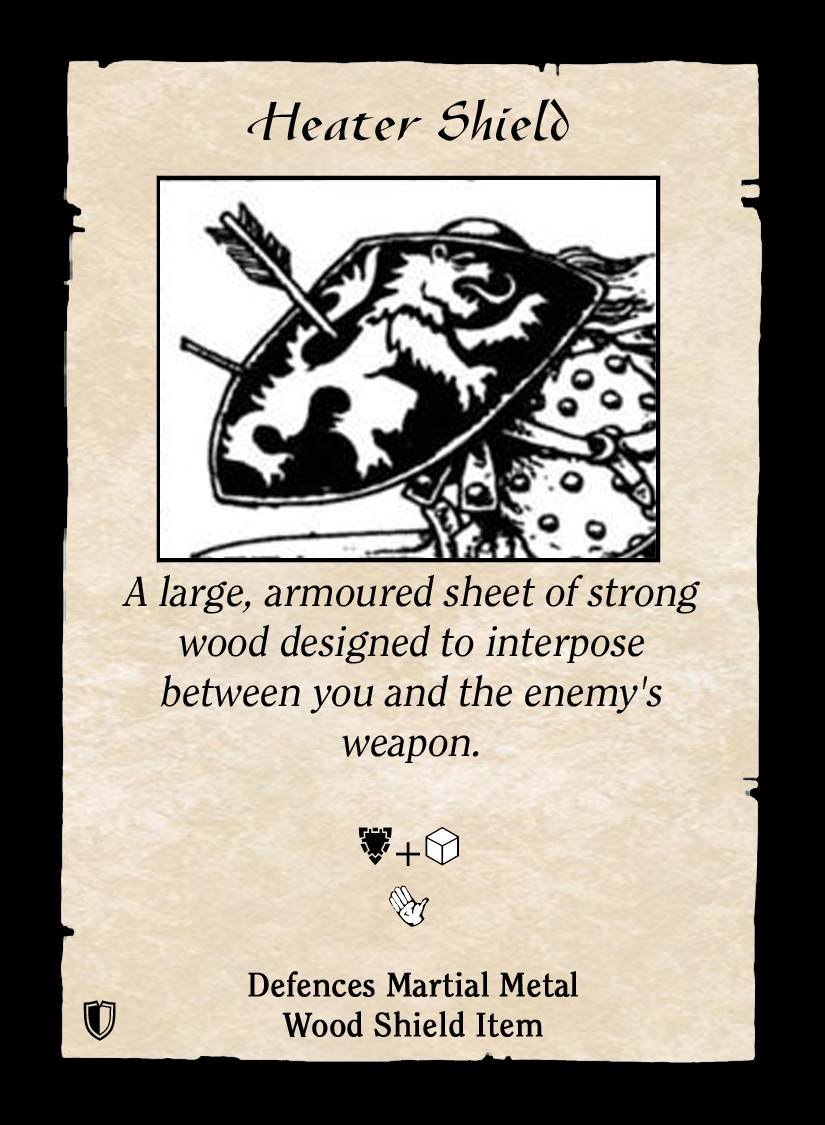 Heater Shield
A large, armoured sheet of strong
wood designed to interpose
between you and the enemy's
weapon.
+
Defences Martial Metal
Wood Shield Item